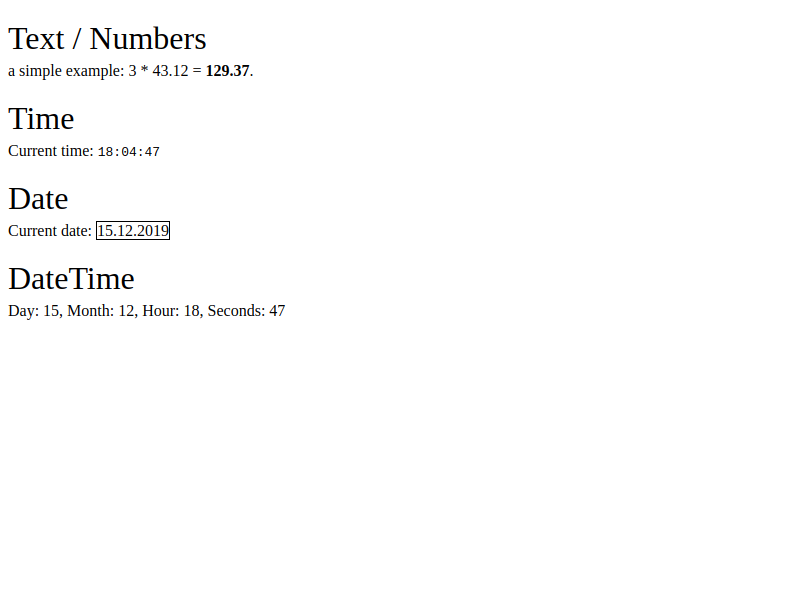 Text / Numbers
a simple example: 3 * 43.12 = 129.37.
Time
Current time: 18:04:47
Date
Current date: 15.12.2019
DateTime
Day: 15, Month: 12, Hour: 18, Seconds: 47